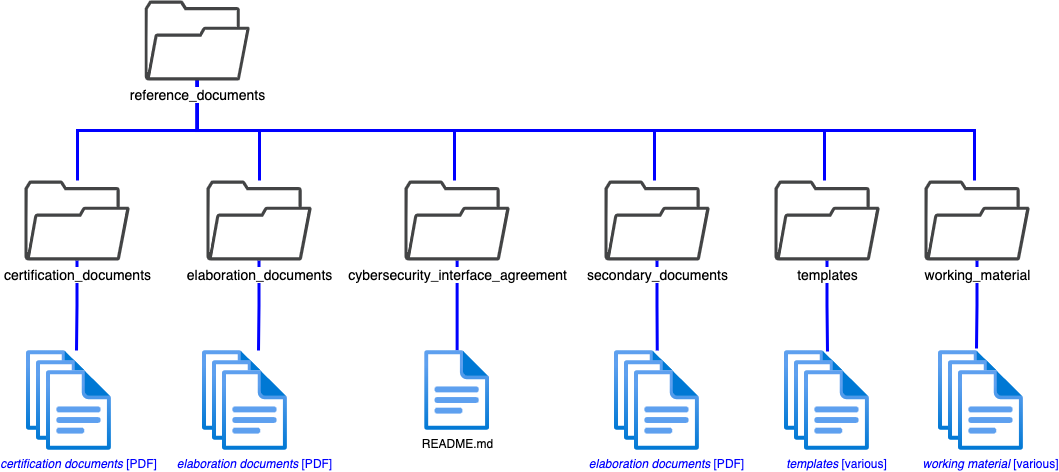 reference_documents
certification_documents
elaboration_documents
cybersecurity_interface_agreement
secondary_documents
templates
working_material
README.md
certification documents [PDF]
elaboration documents [PDF]
elaboration documents [PDF]
templates [various]
working material [various]